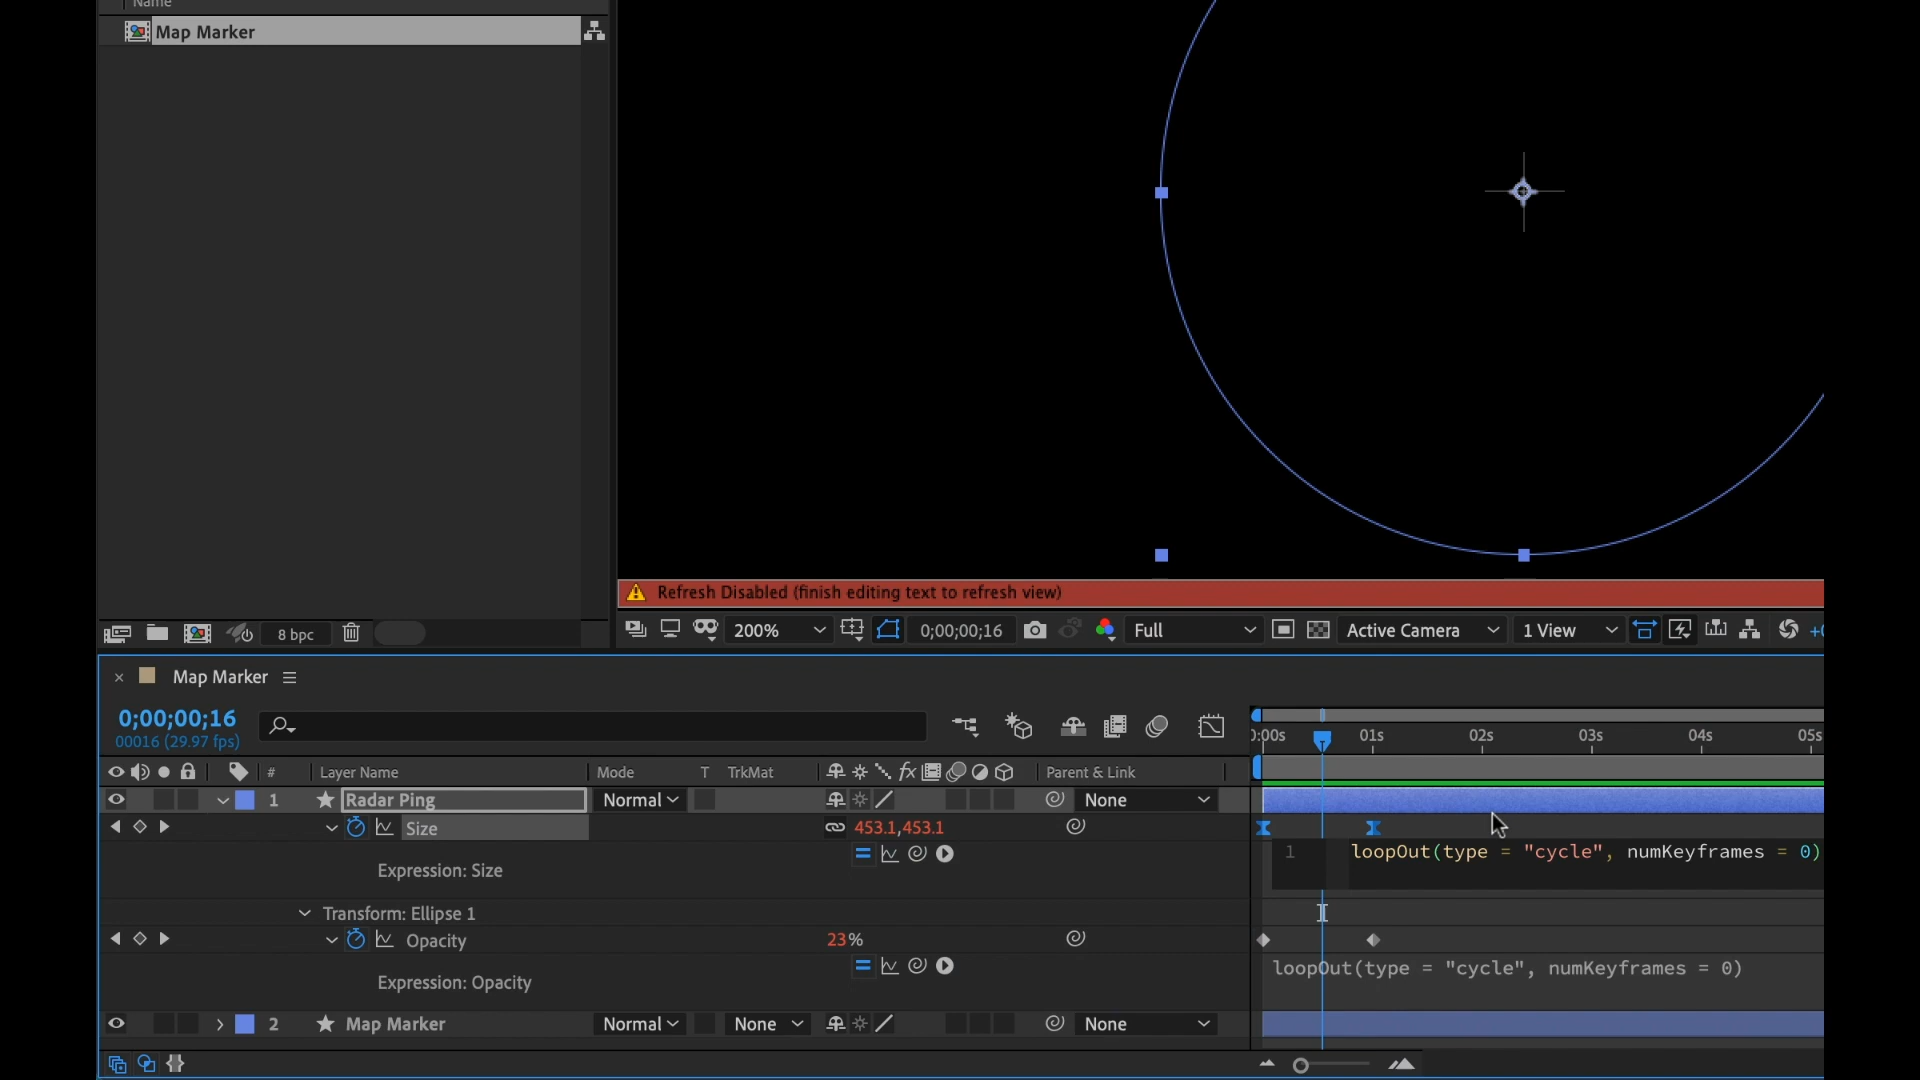 Name
Map Marker
Refresh Disabled (finish editing text to refresh view)
8 bpc
200%
0;00;00;16
Full
Active Camera
1 View
Map Marker
0;00;00;16
00016 (29.97 fps)
:00s
01s
02s
03s
04s
05s
#
Layer Name
Mode
T
TrkMat
fx
Parent & Link
1
Radar Ping
Normal
None
Size
453.1,453.1
Expression: Size
1
loopOut(type = "cycle", numKeyframes = 0)
Transform: Ellipse 1
Opacity
23%
Expression: Opacity
loopOut(type = "cycle", numKeyframes = 0)
2
Map Marker
Normal
None
None